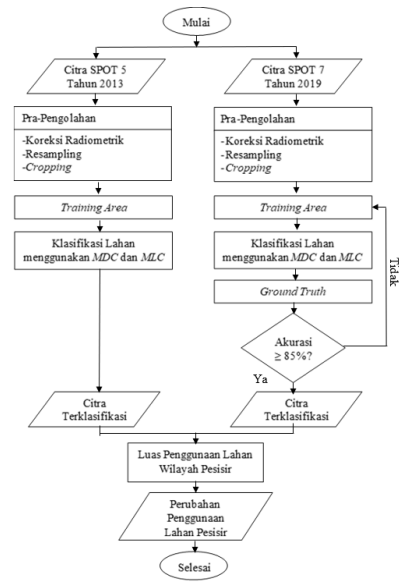 Mulai
Citra SPOT 5
Tahun 2013
Citra SPOT 7
Tahun 2019
Pra-Pengolahan
-Koreksi Radiometrik
-Resampling
-Cropping
Pra-Pengolahan
-Koreksi Radiometrik
-Resampling
-Cropping
Training Area
Training Area
Klasifikasi Lahan
menggunakan MDC dan MLC
Klasifikasi Lahan
menggunakan MDC dan MLC
Tidak
Ground Truth
Akurasi
≥ 85%?
Ya
Citra
Terklasifikasi
Citra
Terklasifikasi
Luas Penggunaan Lahan
Wilayah Pesisir
Perubahan
Penggunaan
Lahan Pesisir
Selesai